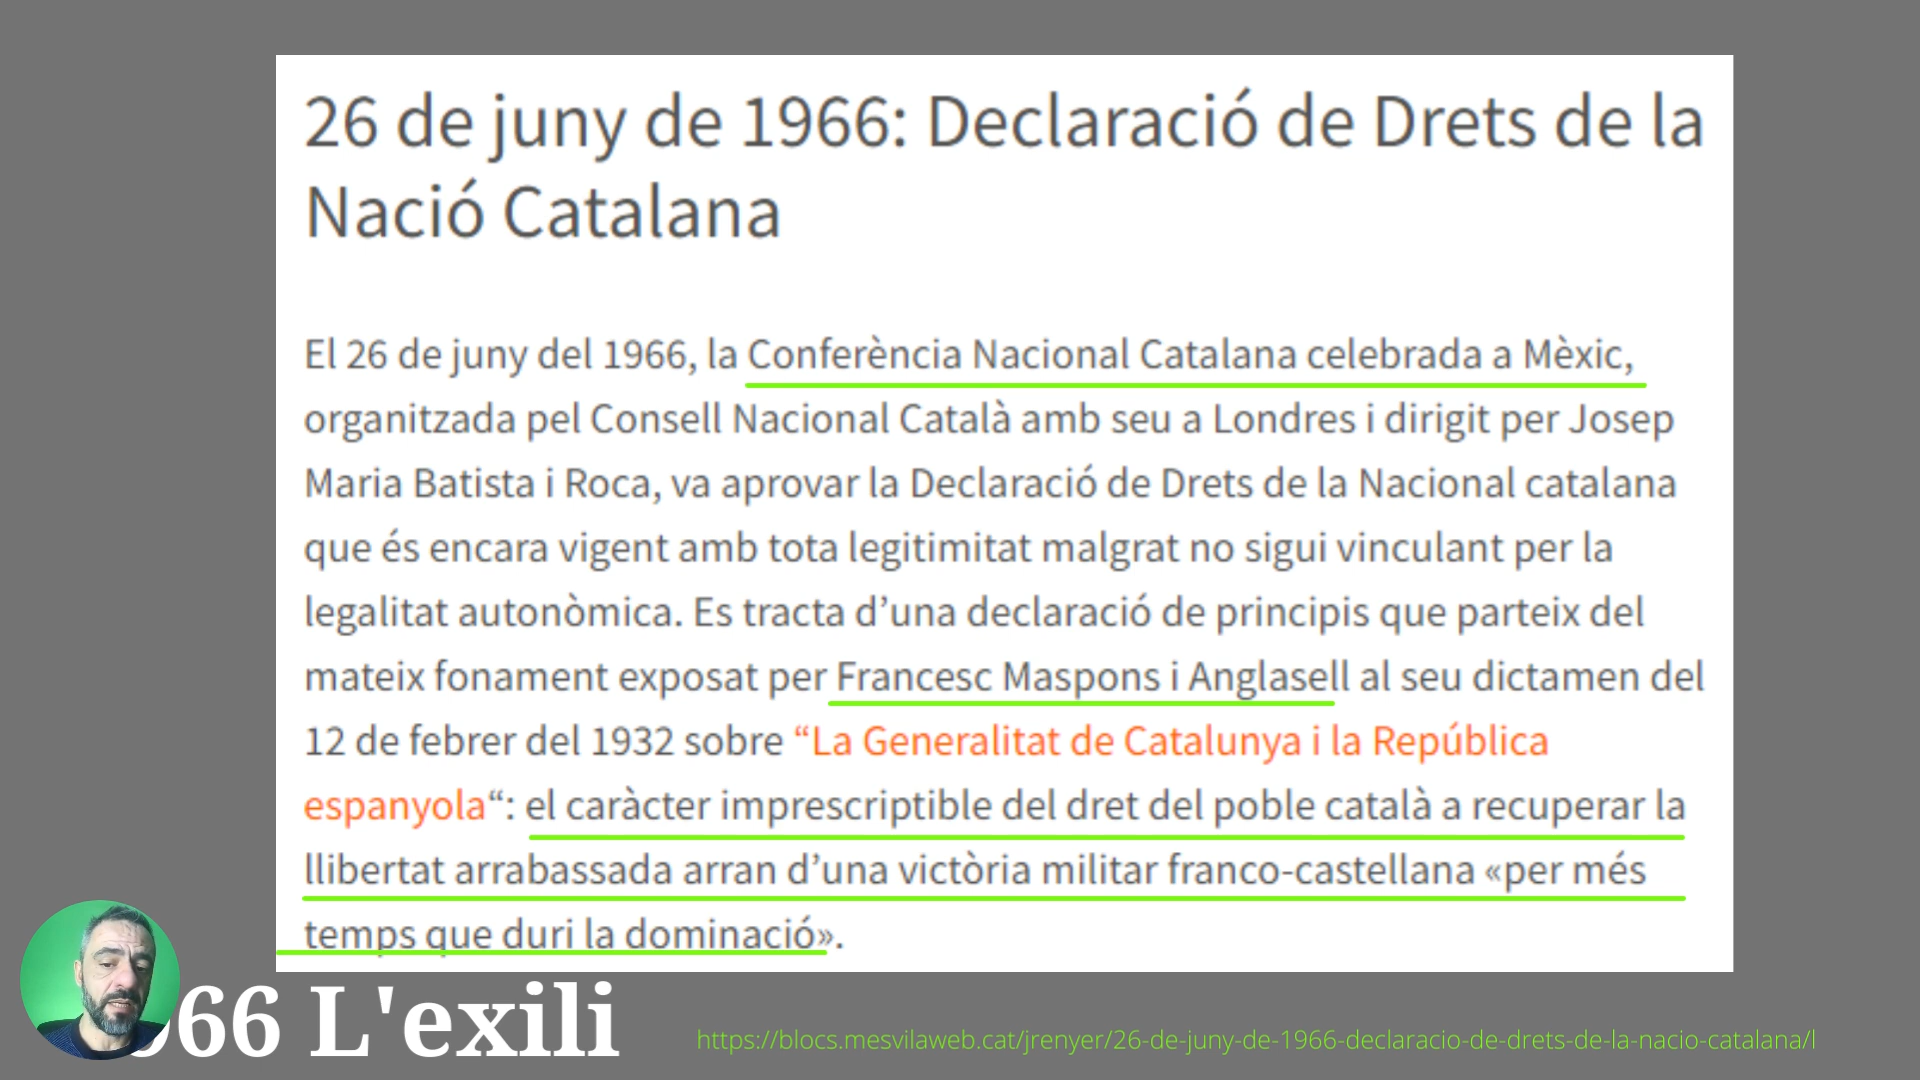 26 de juny de 1966: Declaració de Drets de la
Nació Catalana
El 26 de juny del 1966, la Conferència Nacional Catalana celebrada a Mèxic,
organitzada pel Consell Nacional Català amb seu a Londres i dirigit per Josep
Maria Batista i Roca, va aprovar la Declaració de Drets de la Nacional catalana
que és encara vigent amb tota legitimitat malgrat no sigui vinculant per la
legalitat autonòmica. Es tracta d’una declaració de principis que parteix del
mateix fonament exposat per Francesc Maspons i Anglasell al seu dictamen del
12 de febrer del 1932 sobre “La Generalitat de Catalunya i la República
espanyola“: el caràcter imprescriptible del dret del poble català a recuperar la
llibertat arrabassada arran d’una victòria militar franco-castellana «per més
temps que duri la dominació».
66 L'exili
https://blocs.mesvilaweb.cat/jrenyer/26-de-juny-de-1966-declaracio-de-drets-de-la-nacio-catalana/l